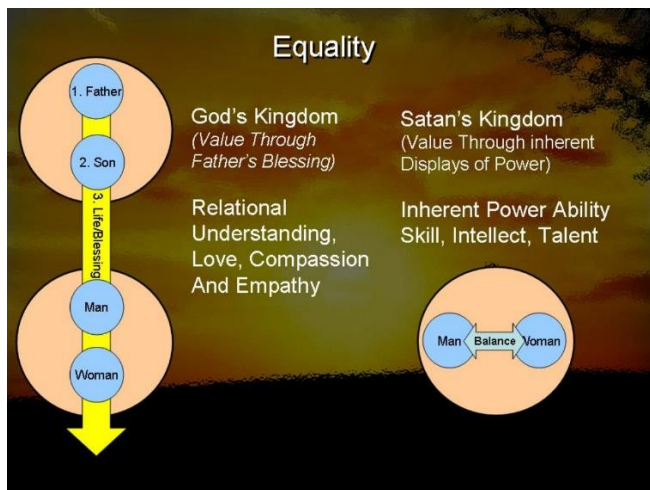 Equality
1. Father
2. Son
3. Life/Blessing
Man
Woman
God's Kingdom
(Value Through
Father's Blessing)
Relational
Understanding,
Love, Compassion
And Empathy
Satan's Kingdom
(Value Through inherent
Displays of Power)
Inherent Power Ability
Skill, Intellect, Talent
Man Balance Woman